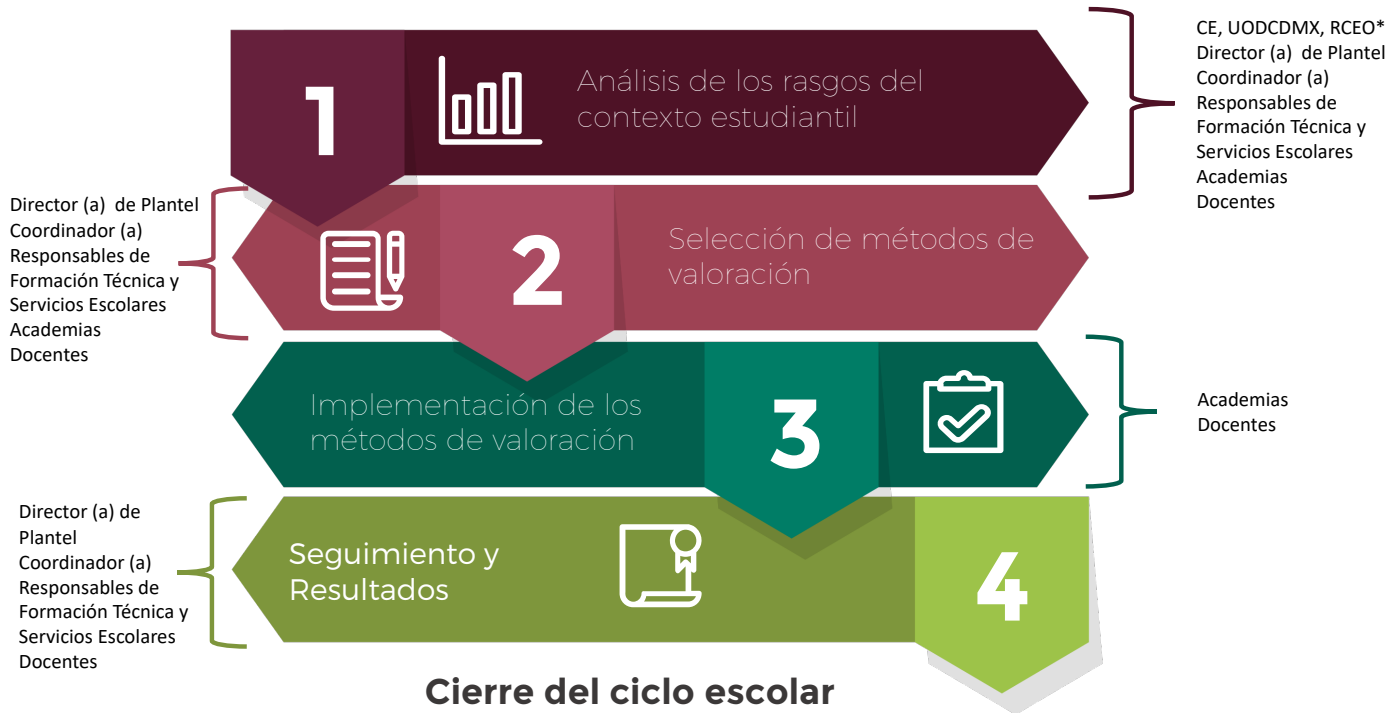 1
Análisis de los rasgos del
contexto estudiantil
CE, UODCDMX, RCEO*
Director (a) de Plantel
Coordinador (a)
Responsables de
Formación Técnica y
Servicios Escolares
Academias
Docentes
Director (a) de Plantel
Coordinador (a)
Responsables de
Formación Técnica y
Servicios Escolares
Academias
Docentes
2
Selección de métodos de
valoración
Implementación de los
métodos de valoración
3
Academias
Docentes
Director (a) de
Plantel
Coordinador (a)
Responsables de
Formación Técnica y
Servicios Escolares
Docentes
Seguimiento y
Resultados
4
Cierre del ciclo escolar